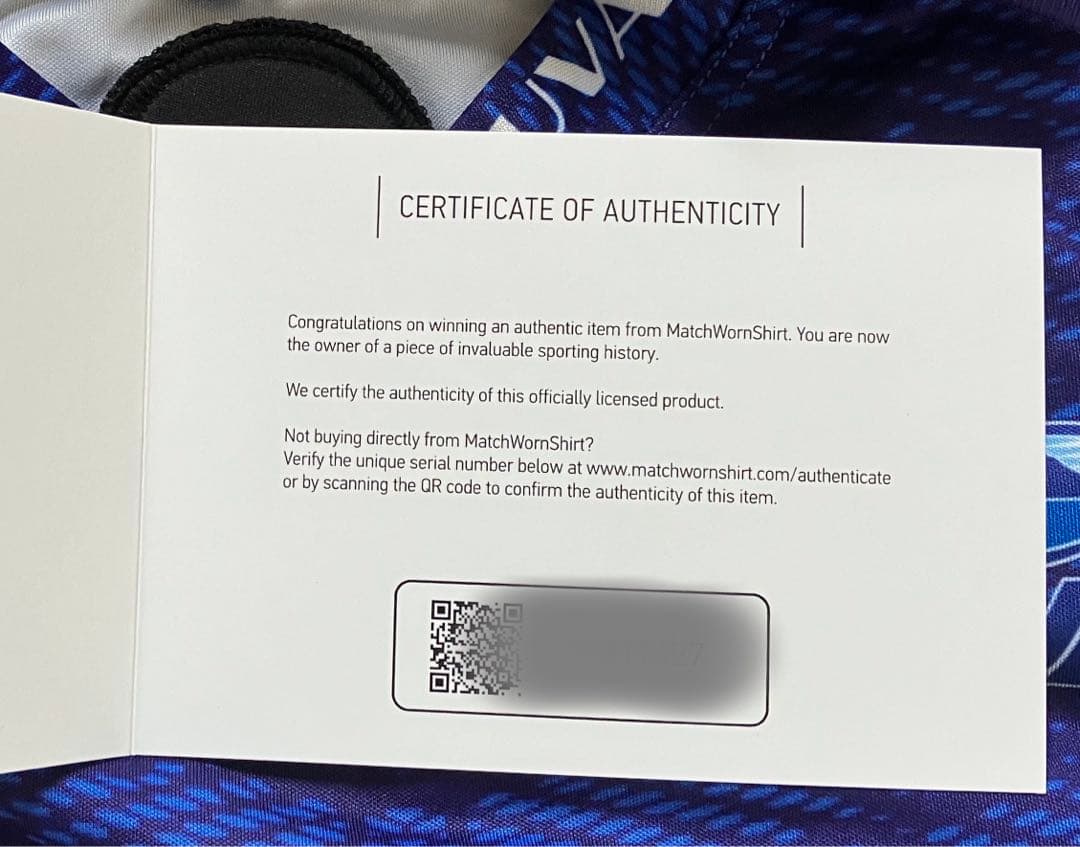 UVA
CERTIFICATE OF AUTHENTICITY
Congratulations on winning an authentic item from MatchWornShirt. You are now
the owner of a piece of invaluable sporting history.
We certify the authenticity of this officially licensed product.
Not buying directly from MatchWornShirt?
Verify the unique serial number below at www.matchwornshirt.com/authenticate
or by scanning the QR code to confirm the authenticity of this item.